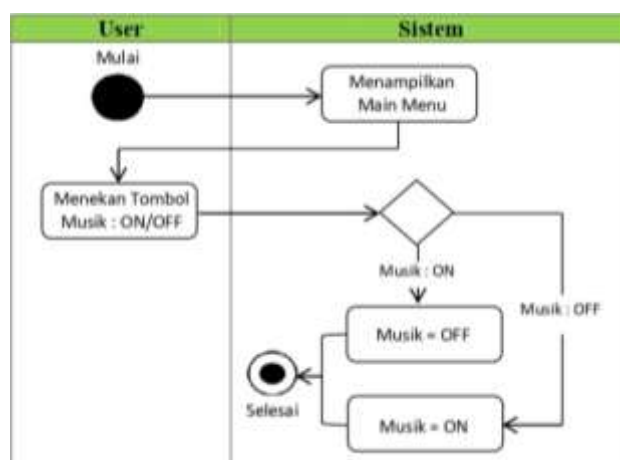 User
Sistem
Mulai
Menampilkan
Main Menu
Menekan Tombol
Musik : ON/OFF
Musik : ON
Musik : OFF
Musik = OFF
Selesai
Musik = ON